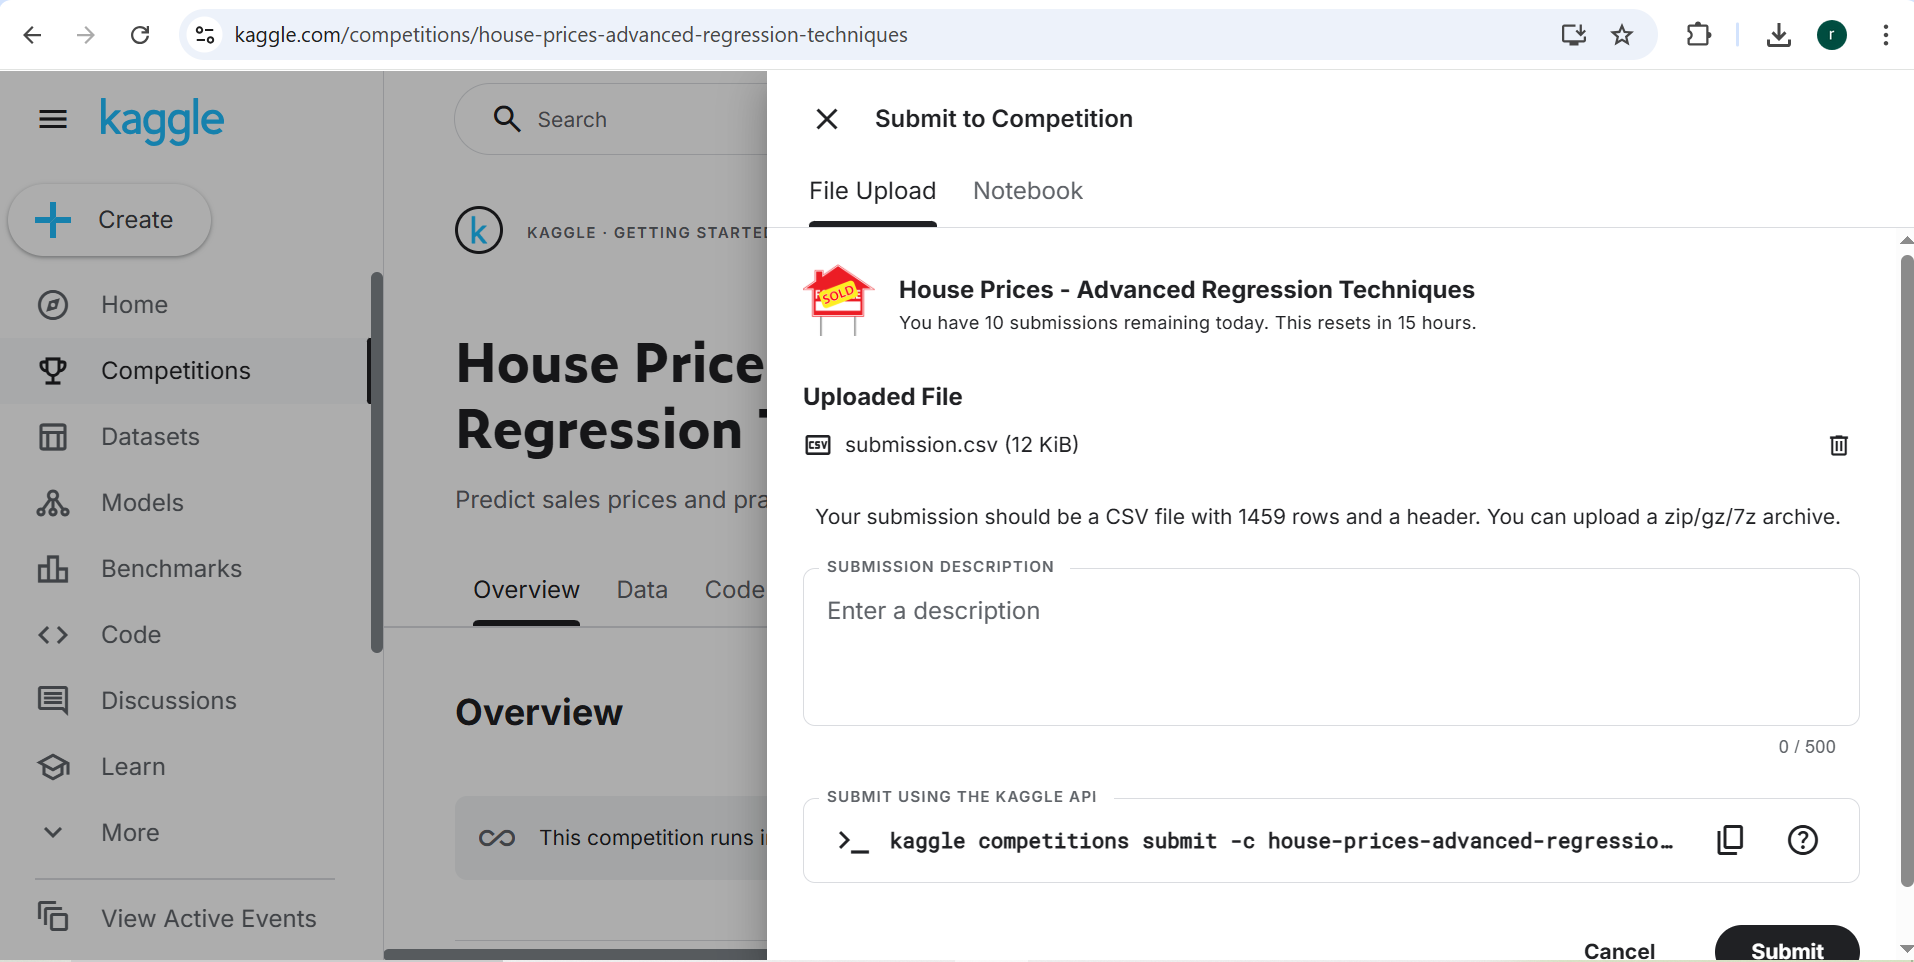 kaggle.com/competitions/house-prices-advanced-regression-techniques
r
kaggle
Create
Home
Competitions
Datasets
Models
Benchmarks
Code
Discussions
Learn
More
View Active Events
Search
k
KAGGLE · GETTING STARTED
House Price
Regression T
Predict sales prices and pra
Overview Data Code
Overview
This competition runs i
Submit to Competition
File Upload Notebook
SOLD
House Prices - Advanced Regression Techniques
You have 10 submissions remaining today. This resets in 15 hours.
Uploaded File
CSV submission.csv (12 KiB)
Your submission should be a CSV file with 1459 rows and a header. You can upload a zip/gz/7z archive.
SUBMISSION DESCRIPTION
Enter a description
0 / 500
SUBMIT USING THE KAGGLE API
>_ kaggle competitions submit -c house-prices-advanced-regressio…
Cancel Submit